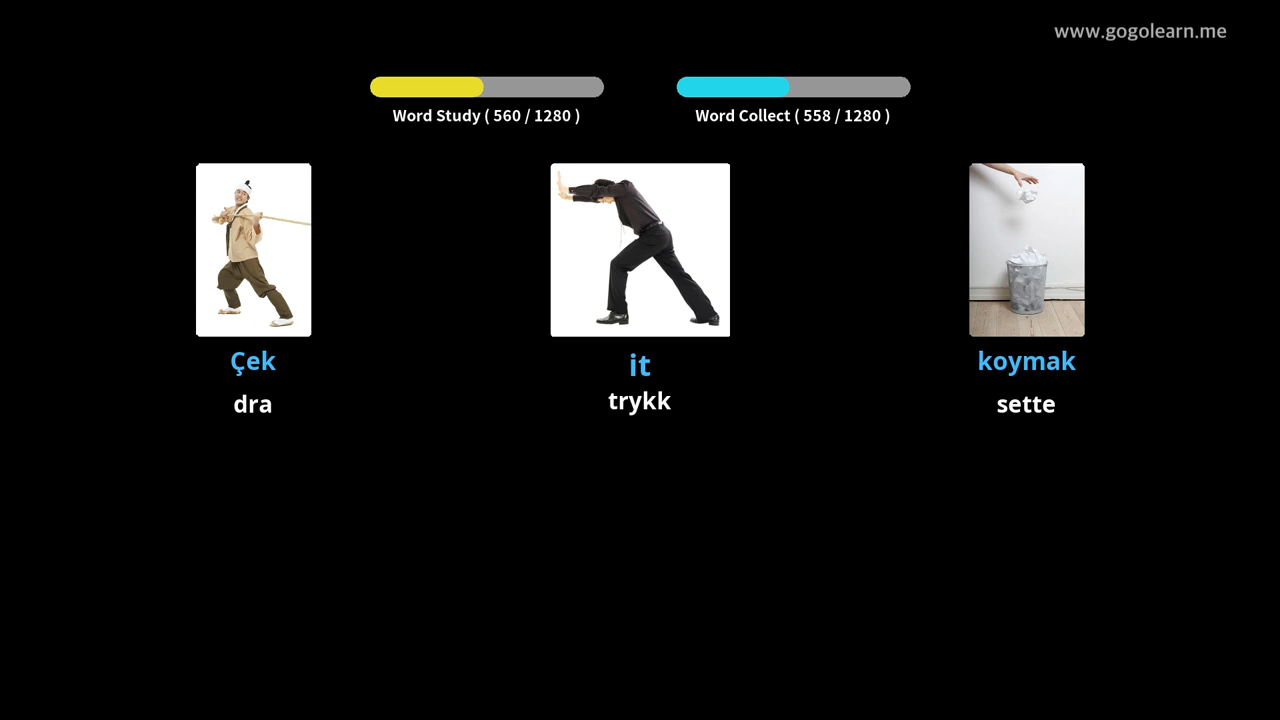 www.gogolearn.me
Word Study ( 560 / 1280 )
Word Collect ( 558 / 1280 )
Çek
dra
it
trykk
koymak
sette